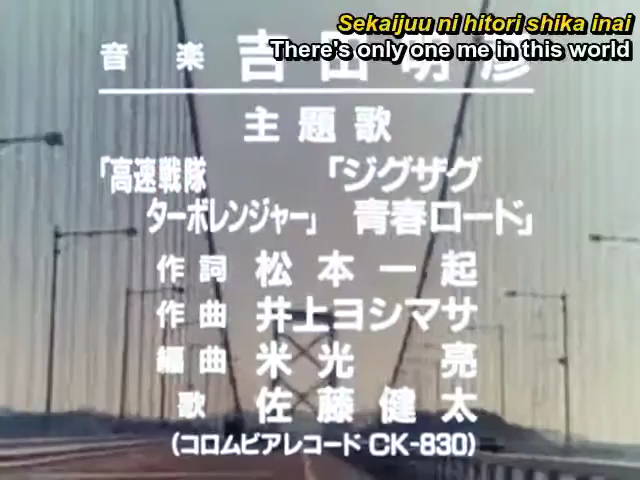 Sekaijuu ni hitori shika inai
There's only one me in this world
音楽 吉田明彦
主題歌
「高速戦隊 「ジグザグ
ターボレンジャー」 青春ロード」
作詞 松本一起
作曲 井上ヨシマサ
編曲 米光亮
歌 佐藤健太
(コロムビアレコード CK-830)